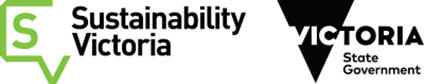 S
V
Sustainability
Victoria
VICTORIA
State
Government